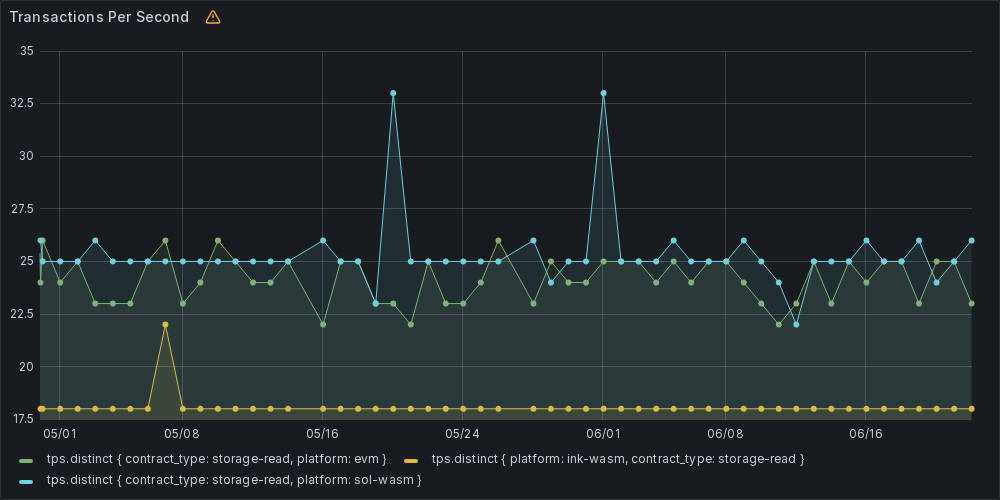 Transactions Per Second
35
32.5
30
27.5
25
22.5
20
17.5
05/01 05/08 05/16 05/24 06/01 06/08 06/16
tps.distinct { contract_type: storage-read, platform: evm } tps.distinct { platform: ink-wasm, contract_type: storage-read }
tps.distinct { contract_type: storage-read, platform: sol-wasm }